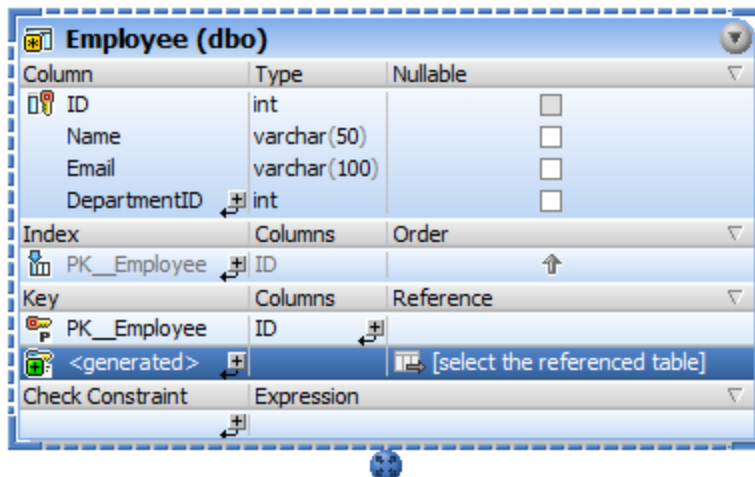 Employee (dbo)
Column Type Nullable
ID int
Name varchar(50)
Email varchar(100)
DepartmentID int
Index Columns Order
PK__Employee ID
Key Columns Reference
PK__Employee ID
<generated> [select the referenced table]
Check Constraint Expression